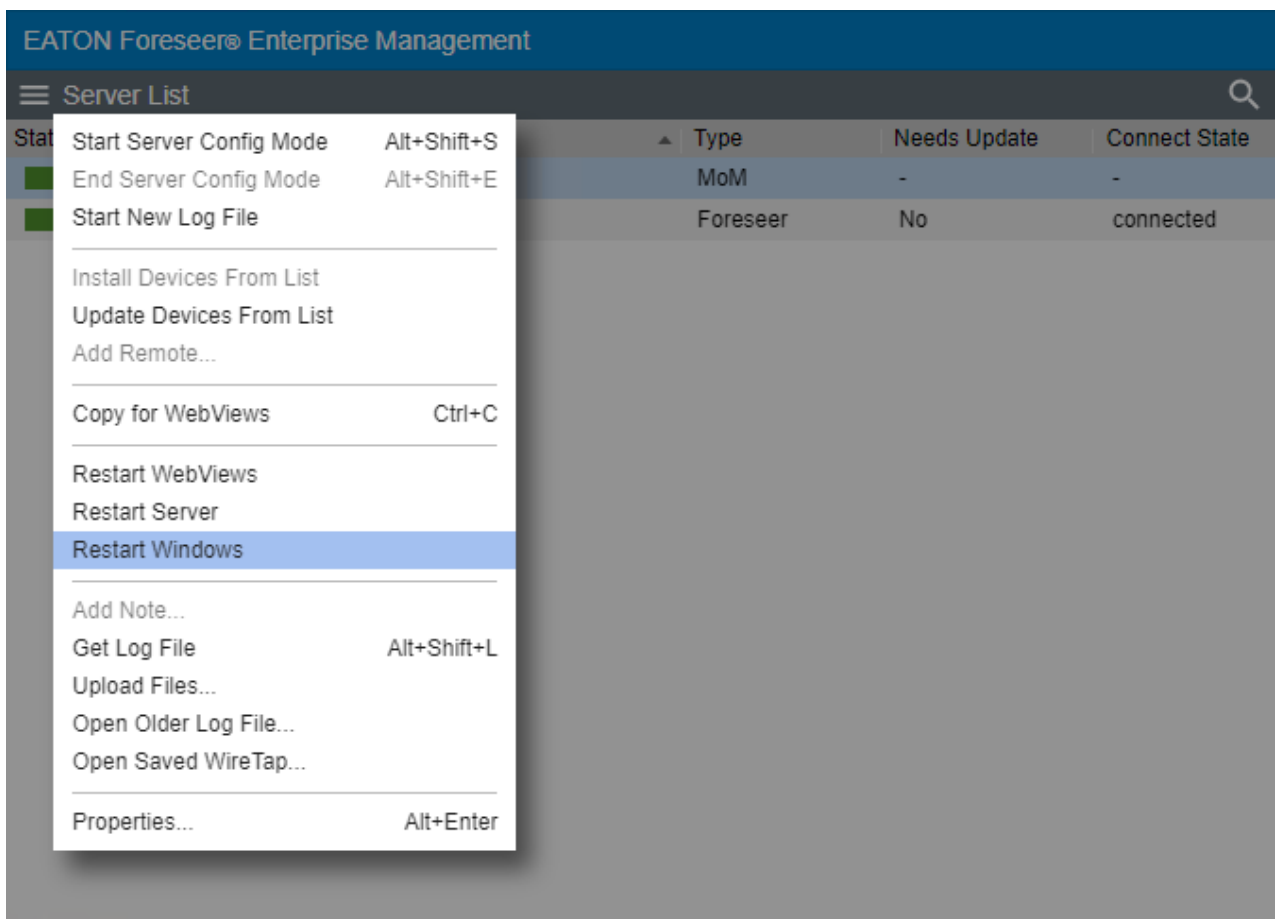 EATON Foreseer® Enterprise Management
Server List
Stat Type Needs Update Connect State
MoM - -
Foreseer No connected
Start Server Config Mode Alt+Shift+S
End Server Config Mode Alt+Shift+E
Start New Log File
Install Devices From List
Update Devices From List
Add Remote...
Copy for WebViews Ctrl+C
Restart WebViews
Restart Server
Restart Windows
Add Note...
Get Log File Alt+Shift+L
Upload Files...
Open Older Log File...
Open Saved WireTap...
Properties... Alt+Enter